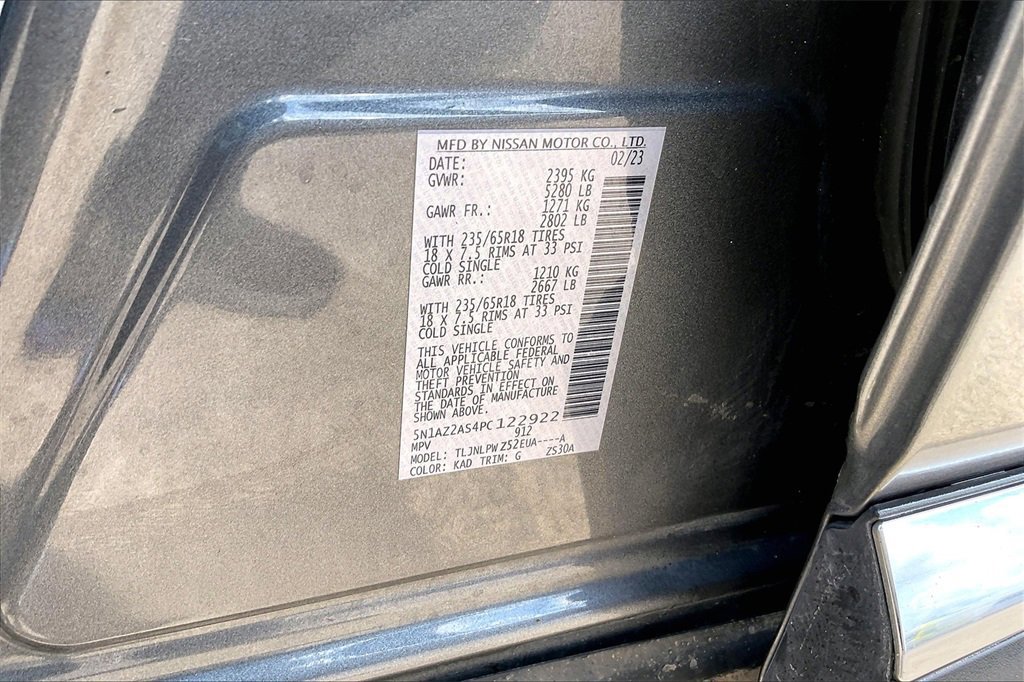 MFD BY NISSAN MOTOR CO., LTD.
DATE: 02/23
GVWR: 2395 KG
5280 LB
GAWR FR.: 1271 KG
2802 LB
WITH 235/65R18 TIRES
18 X 7.5 RIMS AT 33 PSI
COLD SINGLE
GAWR RR.: 1210 KG
2667 LB
WITH 235/65R18 TIRES
18 X 7.5 RIMS AT 33 PSI
COLD SINGLE
THIS VEHICLE CONFORMS TO
ALL APPLICABLE FEDERAL
MOTOR VEHICLE SAFETY AND
THEFT PREVENTION
STANDARDS IN EFFECT ON
THE DATE OF MANUFACTURE
SHOWN ABOVE.
5N1AZ2AS4PC122922
MPV 912
MODEL: TLJNLPW ZS2EUA----A
COLOR: KAD TRIM: G ZS30A